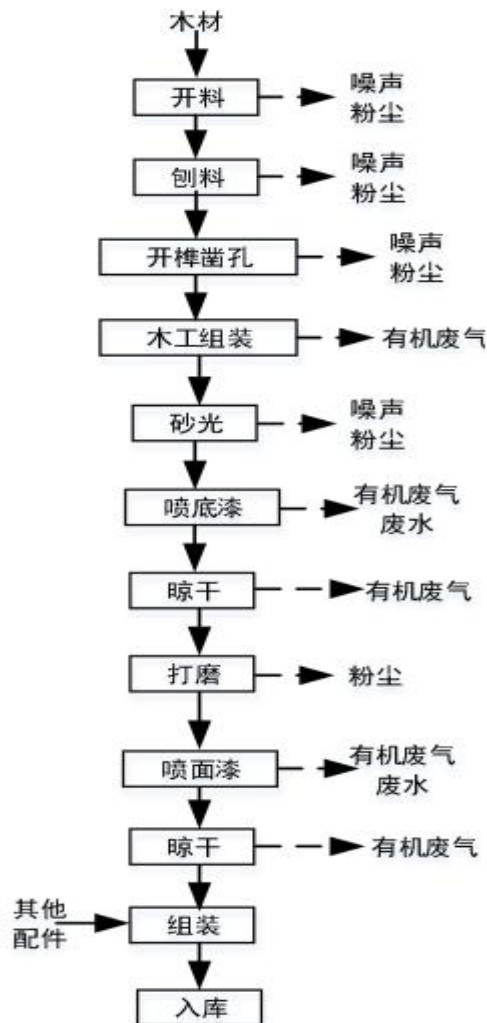 木材
开料
噪声
粉尘
刨料
噪声
粉尘
开榫凿孔
噪声
粉尘
木工组装
有机废气
砂光
噪声
粉尘
喷底漆
有机废气
废水
晾干
有机废气
打磨
粉尘
喷面漆
有机废气
废水
晾干
有机废气
其他
配件
组装
入库